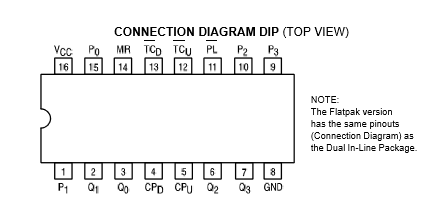 CONNECTION DIAGRAM DIP (TOP VIEW)
VCC P0 MR TCD TCU PL P2 P3
16 15 14 13 12 11 10 9
NOTE:
The Flatpak version
has the same pinouts
(Connection Diagram) as
the Dual In-Line Package.
1 2 3 4 5 6 7 8
P1 Q1 Q0 CPD CPU Q2 Q3 GND